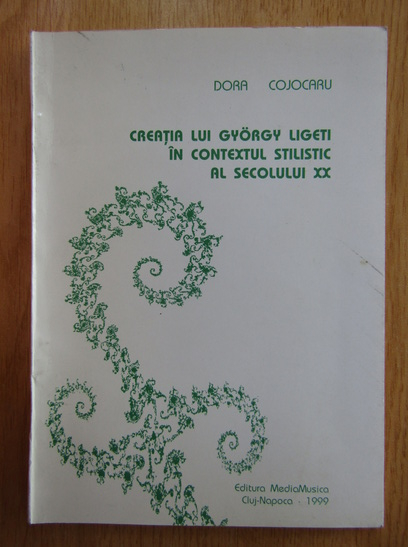 DORA COJOCARU
CREAȚIA LUI GYÖRGY LIGETI
ÎN CONTEXTUL STILISTIC
AL SECOLULUI XX
Editura MediaMusica
Cluj-Napoca - 1999